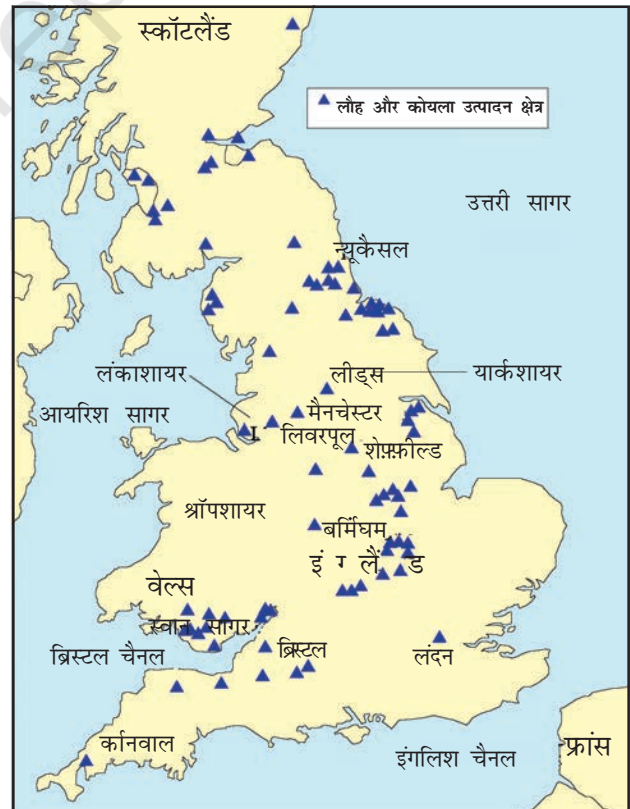 स्कॉटलैंड
लौह और कोयला उत्पादन क्षेत्र
उत्तरी सागर
न्यूकैसल
लंकाशायर
लीड्स
यार्कशायर
आयरिश सागर
मैनचेस्टर
लिवरपूल
शेफ़्फ़ील्ड
श्रॉपशायर
बर्मिंघम
इंग्लैंड
वेल्स
स्वान सागर
ब्रिस्टल चैनल
ब्रिस्टल
लंदन
कॉर्नवाल
इंगलिश चैनल
फ्रांस